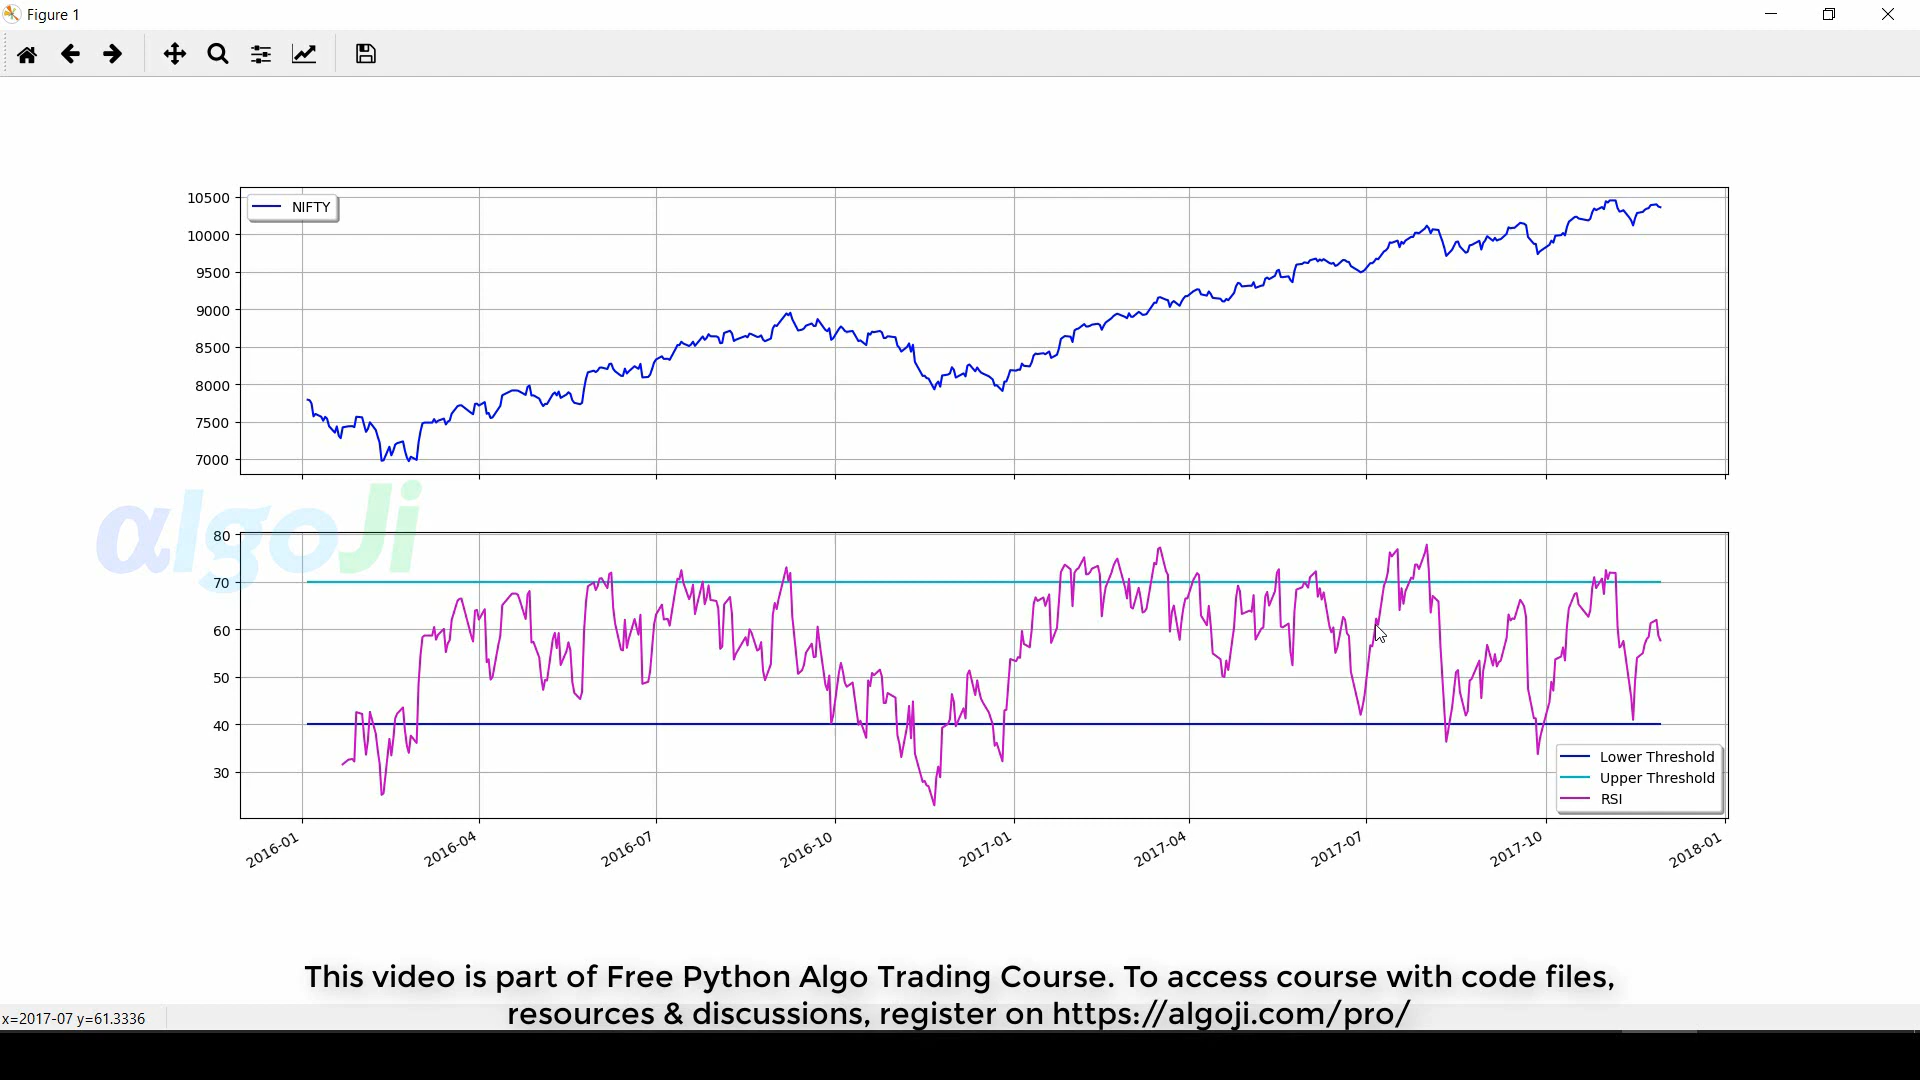 Figure 1
10500
NIFTY
10000
9500
9000
8500
8000
7500
7000
αlgoJi
80
70
60
50
40
30
Lower Threshold
Upper Threshold
RSI
2016-01
2016-04
2016-07
2016-10
2017-01
2017-04
2017-07
2017-10
2018-01
This video is part of Free Python Algo Trading Course. To access course with code files,
resources & discussions, register on https://algoji.com/pro/
x=2017-07 y=61.3336